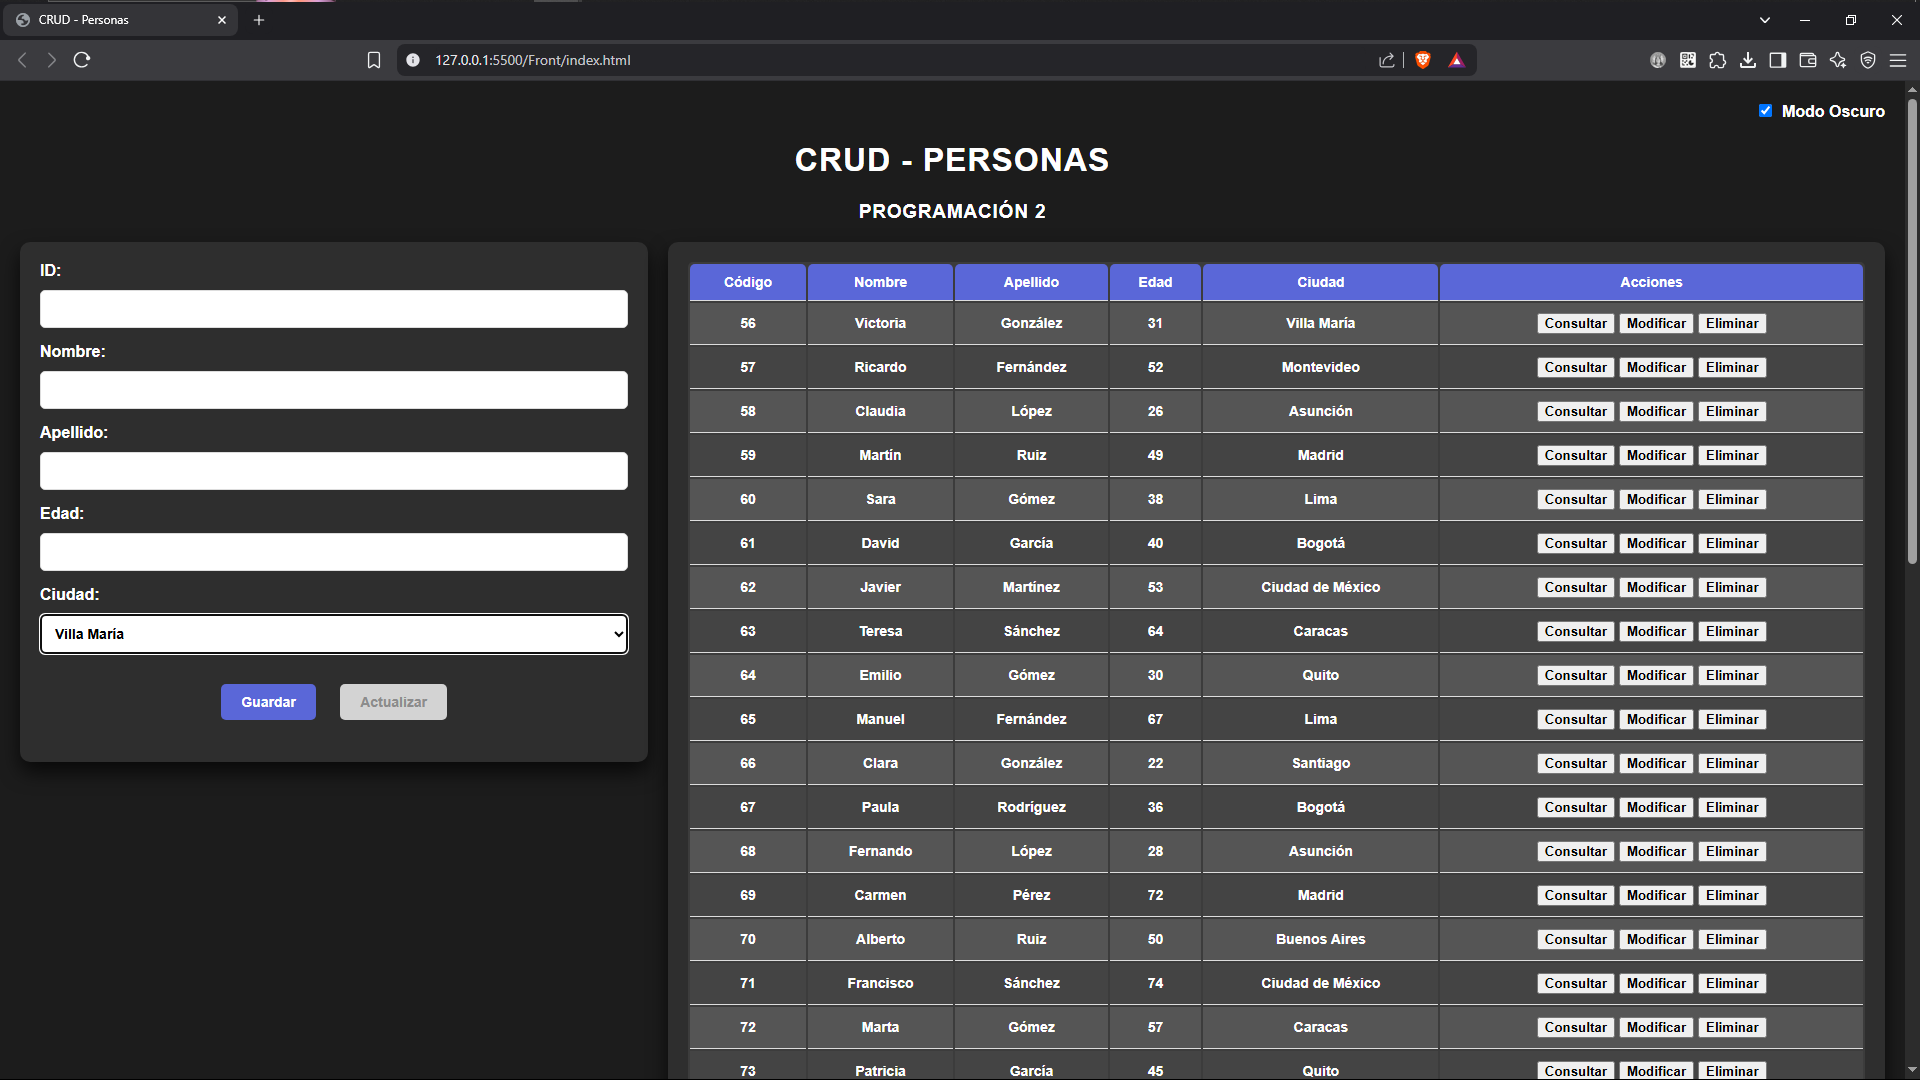 CRUD - Personas
127.0.0.1:5500/Front/index.html
Modo Oscuro
CRUD - PERSONAS
PROGRAMACIÓN 2
ID:
Nombre:
Apellido:
Edad:
Ciudad:
Villa María
Guardar Actualizar
Código Nombre Apellido Edad Ciudad Acciones
56 Victoria González 31 Villa María Consultar Modificar Eliminar
57 Ricardo Fernández 52 Montevideo Consultar Modificar Eliminar
58 Claudia López 26 Asunción Consultar Modificar Eliminar
59 Martín Ruiz 49 Madrid Consultar Modificar Eliminar
60 Sara Gómez 38 Lima Consultar Modificar Eliminar
61 David García 40 Bogotá Consultar Modificar Eliminar
62 Javier Martínez 53 Ciudad de México Consultar Modificar Eliminar
63 Teresa Sánchez 64 Caracas Consultar Modificar Eliminar
64 Emilio Gómez 30 Quito Consultar Modificar Eliminar
65 Manuel Fernández 67 Lima Consultar Modificar Eliminar
66 Clara González 22 Santiago Consultar Modificar Eliminar
67 Paula Rodríguez 36 Bogotá Consultar Modificar Eliminar
68 Fernando López 28 Asunción Consultar Modificar Eliminar
69 Carmen Pérez 72 Madrid Consultar Modificar Eliminar
70 Alberto Ruiz 50 Buenos Aires Consultar Modificar Eliminar
71 Francisco Sánchez 74 Ciudad de México Consultar Modificar Eliminar
72 Marta Gómez 57 Caracas Consultar Modificar Eliminar
73 Patricia García 45 Quito Consultar Modificar Eliminar